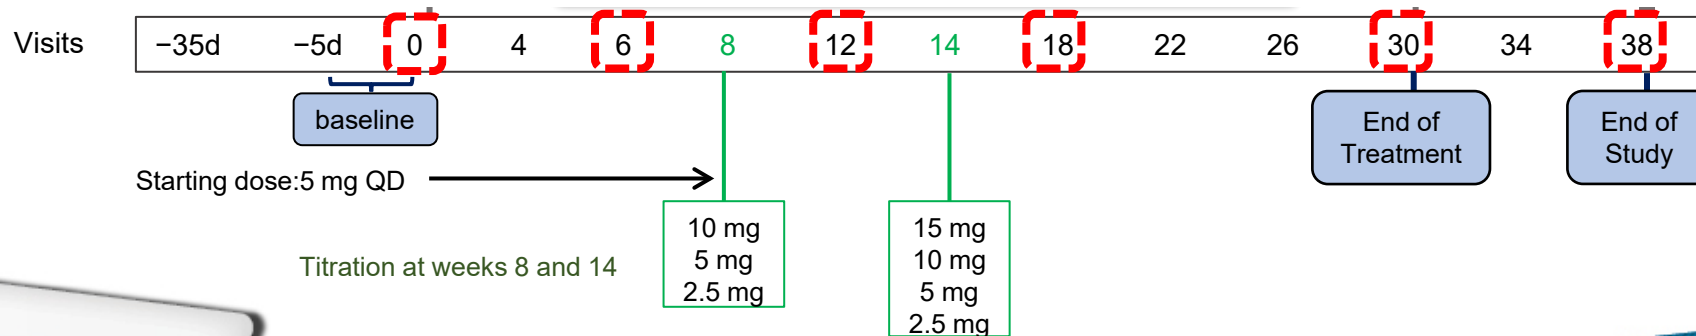 Visits −35d −5d 0 4 6 8 12 14 18 22 26 30 34 38
baseline
End of
Treatment
End of
Study
Starting dose:5 mg QD
10 mg
5 mg
2.5 mg
15 mg
10 mg
5 mg
2.5 mg
Titration at weeks 8 and 14